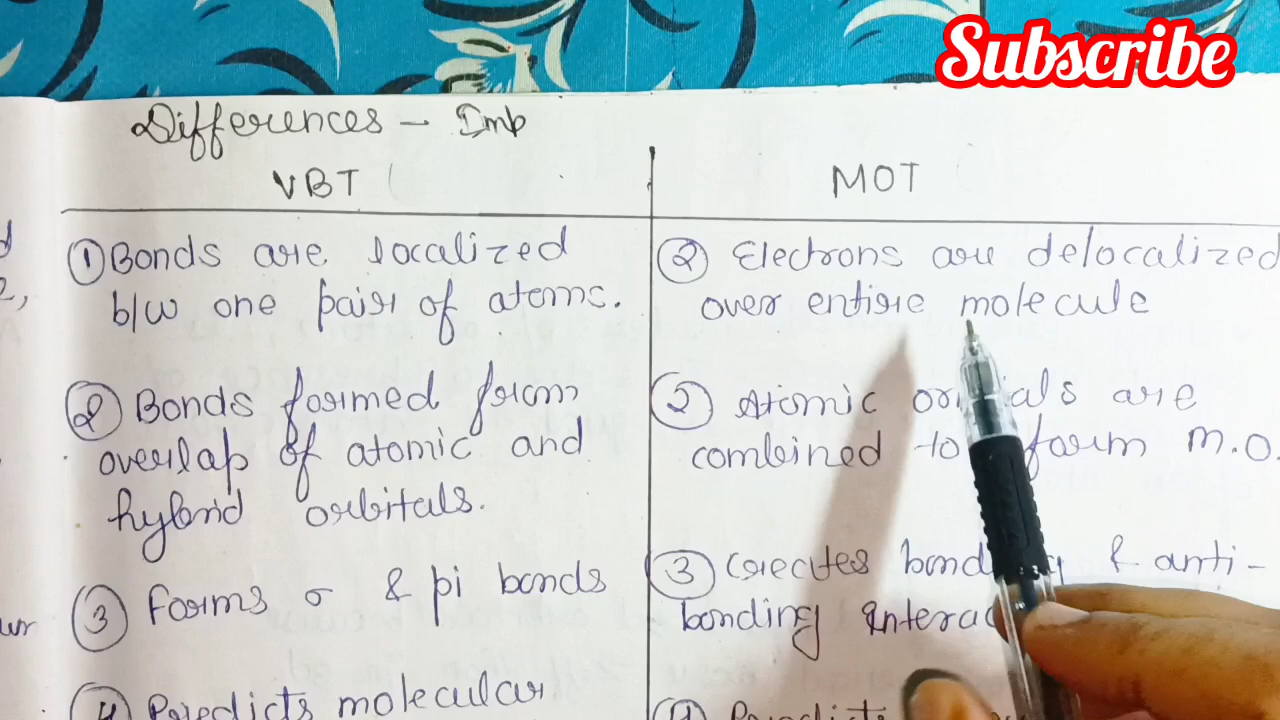 Subscribe
Differences - Imp
VBT
MOT
① Bonds are localized
b/w one pair of atoms.
② Bonds formed from
overlap of atomic and
hybrid orbitals.
③ Forms σ & pi bonds
④ Predicts molecular
② Electrons are delocalized
over entire molecule
② Atomic are
combined to form M.O.
③ Creates & anti-
bonding
④ Predicts